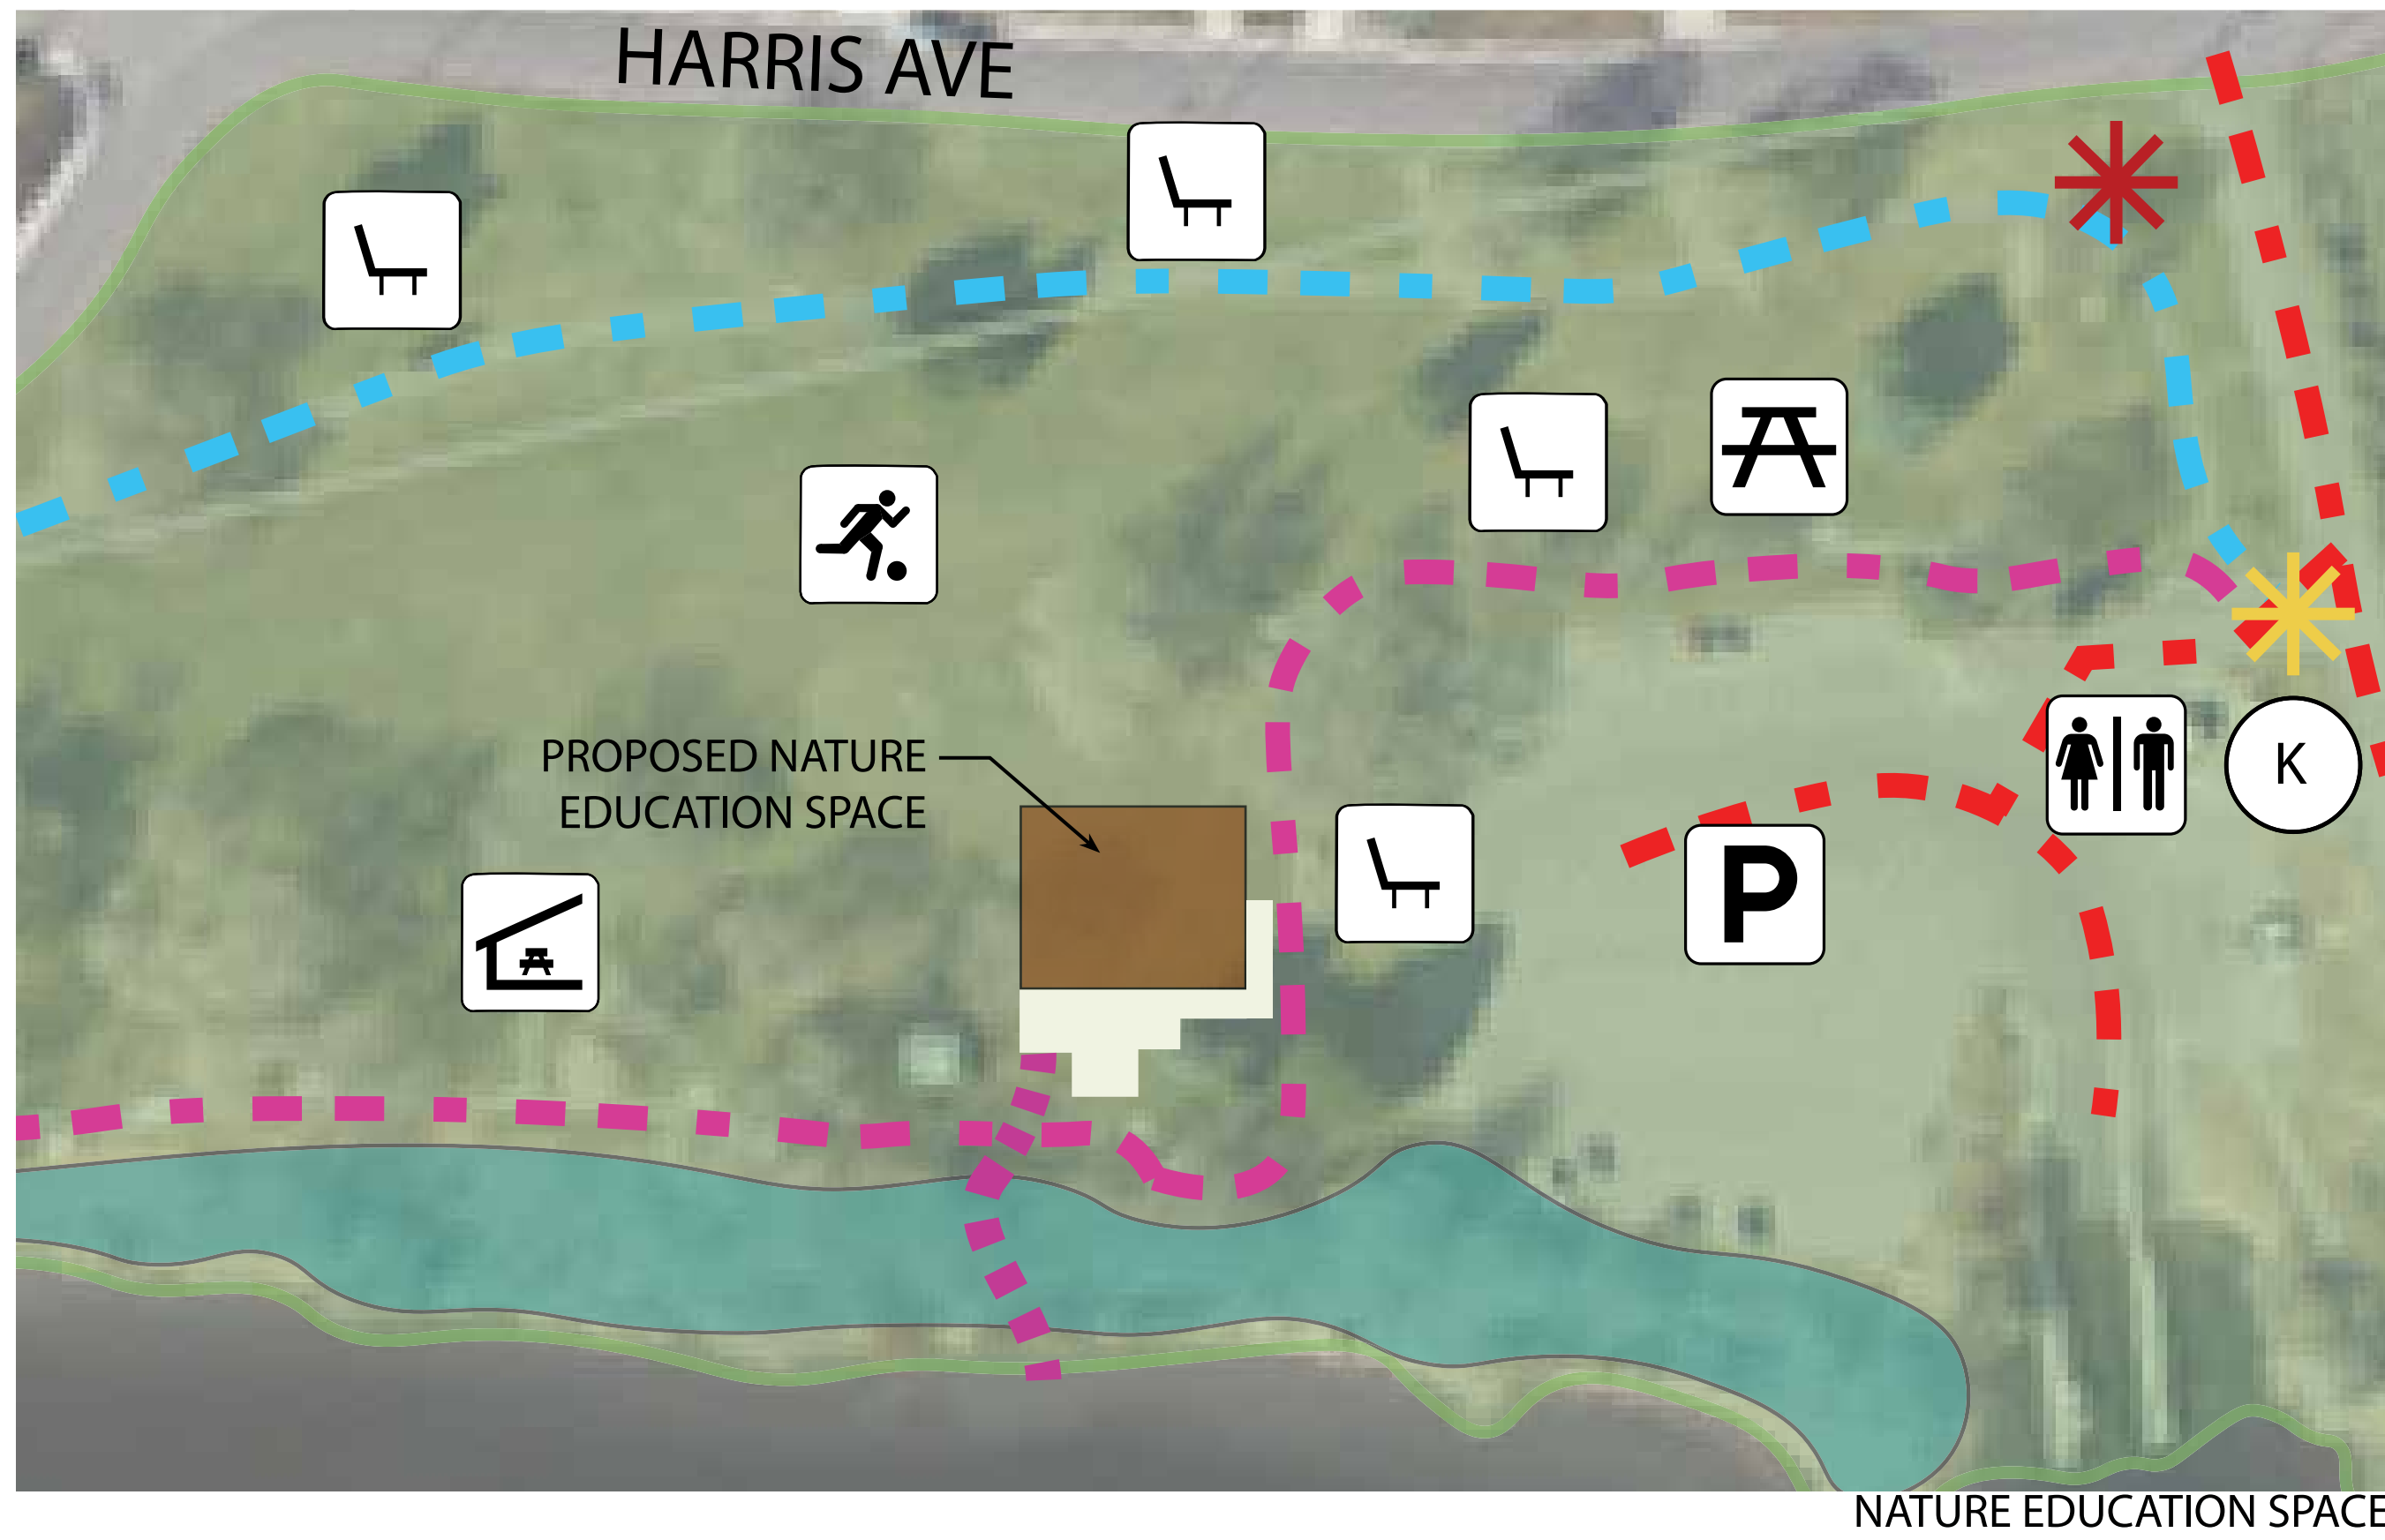 HARRIS AVE
PROPOSED NATURE
EDUCATION SPACE
K
P
NATURE EDUCATION SPACE